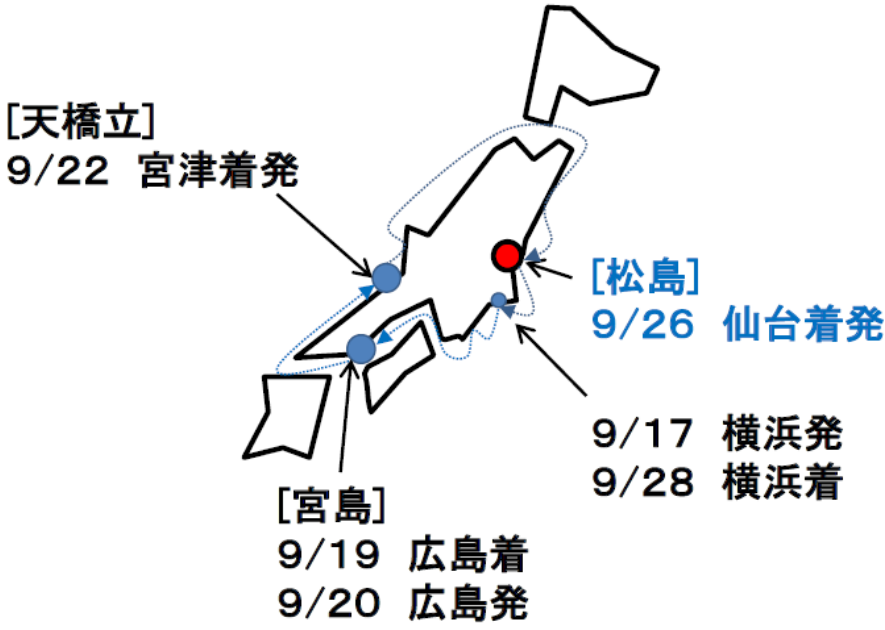 [天橋立]
9/22 宮津着発
[松島]
9/26 仙台着発
9/17 横浜発
9/28 横浜着
[宮島]
9/19 広島着
9/20 広島発